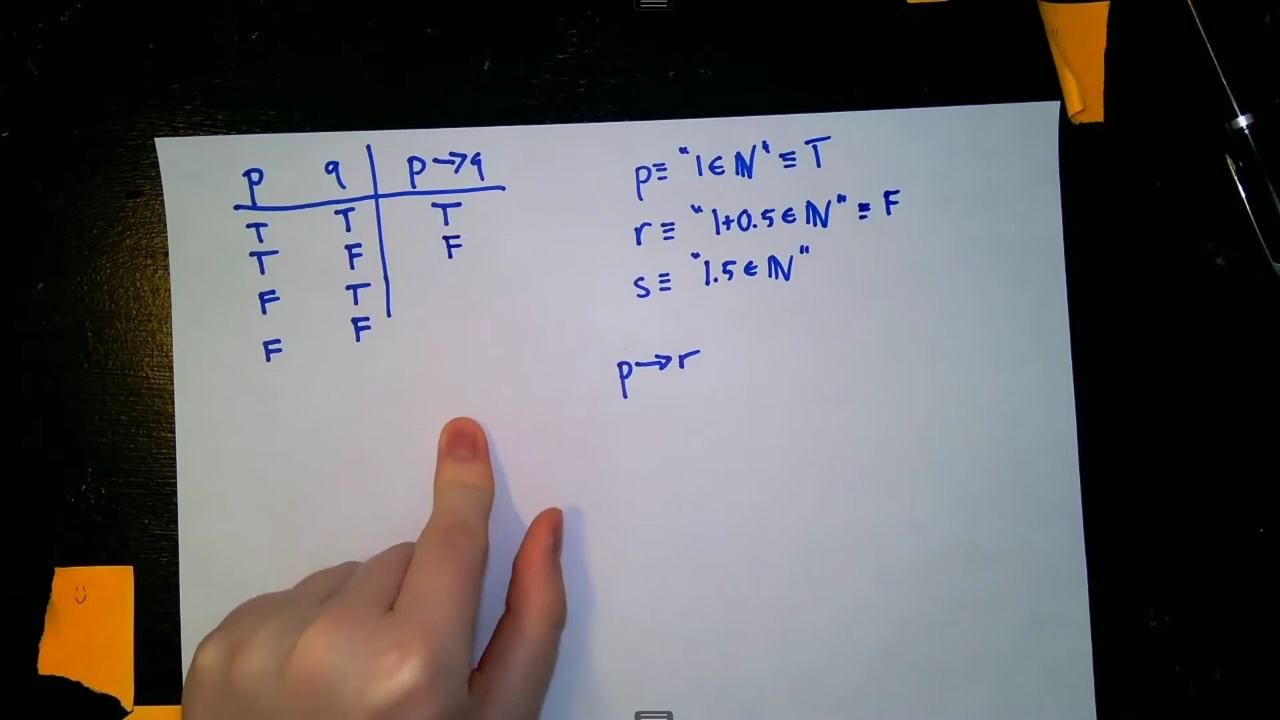 p q p→q
T T T
T F F
F T
F F
p≡ "1∈ℕ" ≡ T
r≡ "1+0.5∈ℕ" ≡ F
s≡ "1.5∈ℕ"
p→r